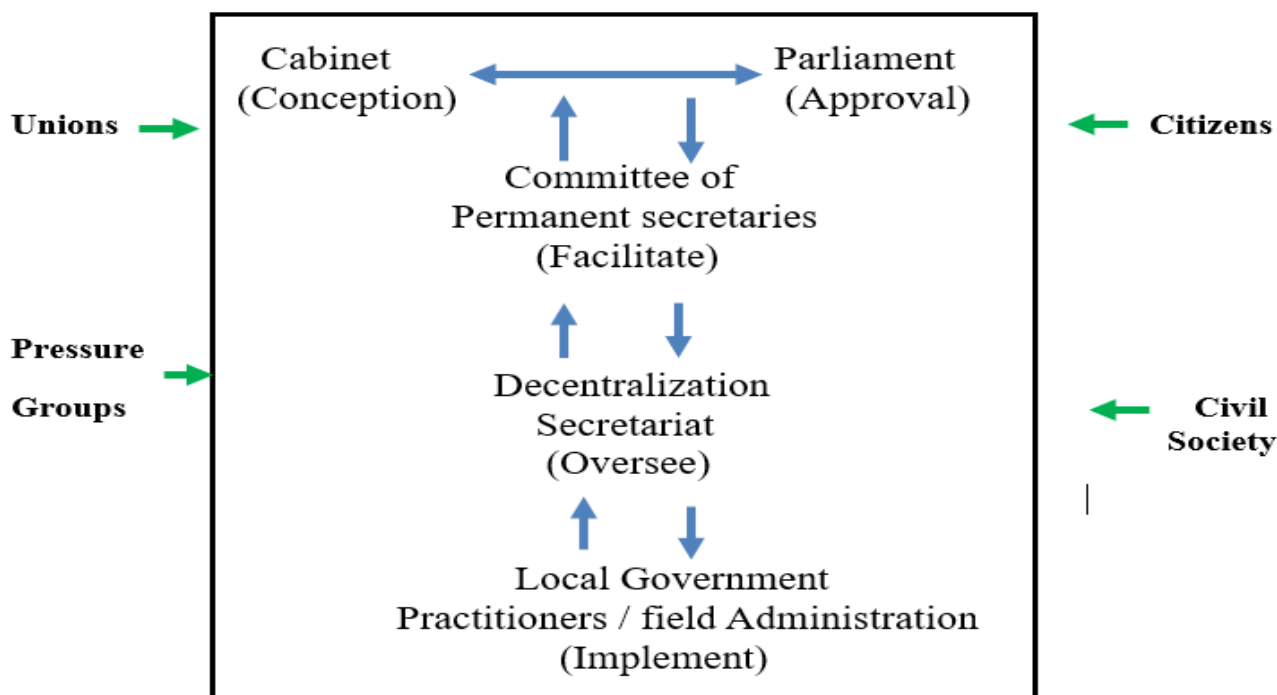 Cabinet
(Conception)
Parliament
(Approval)
Unions
Citizens
Committee of
Permanent secretaries
(Facilitate)
Pressure
Groups
Decentralization
Secretariat
(Oversee)
Civil
Society
Local Government
Practitioners / field Administration
(Implement)